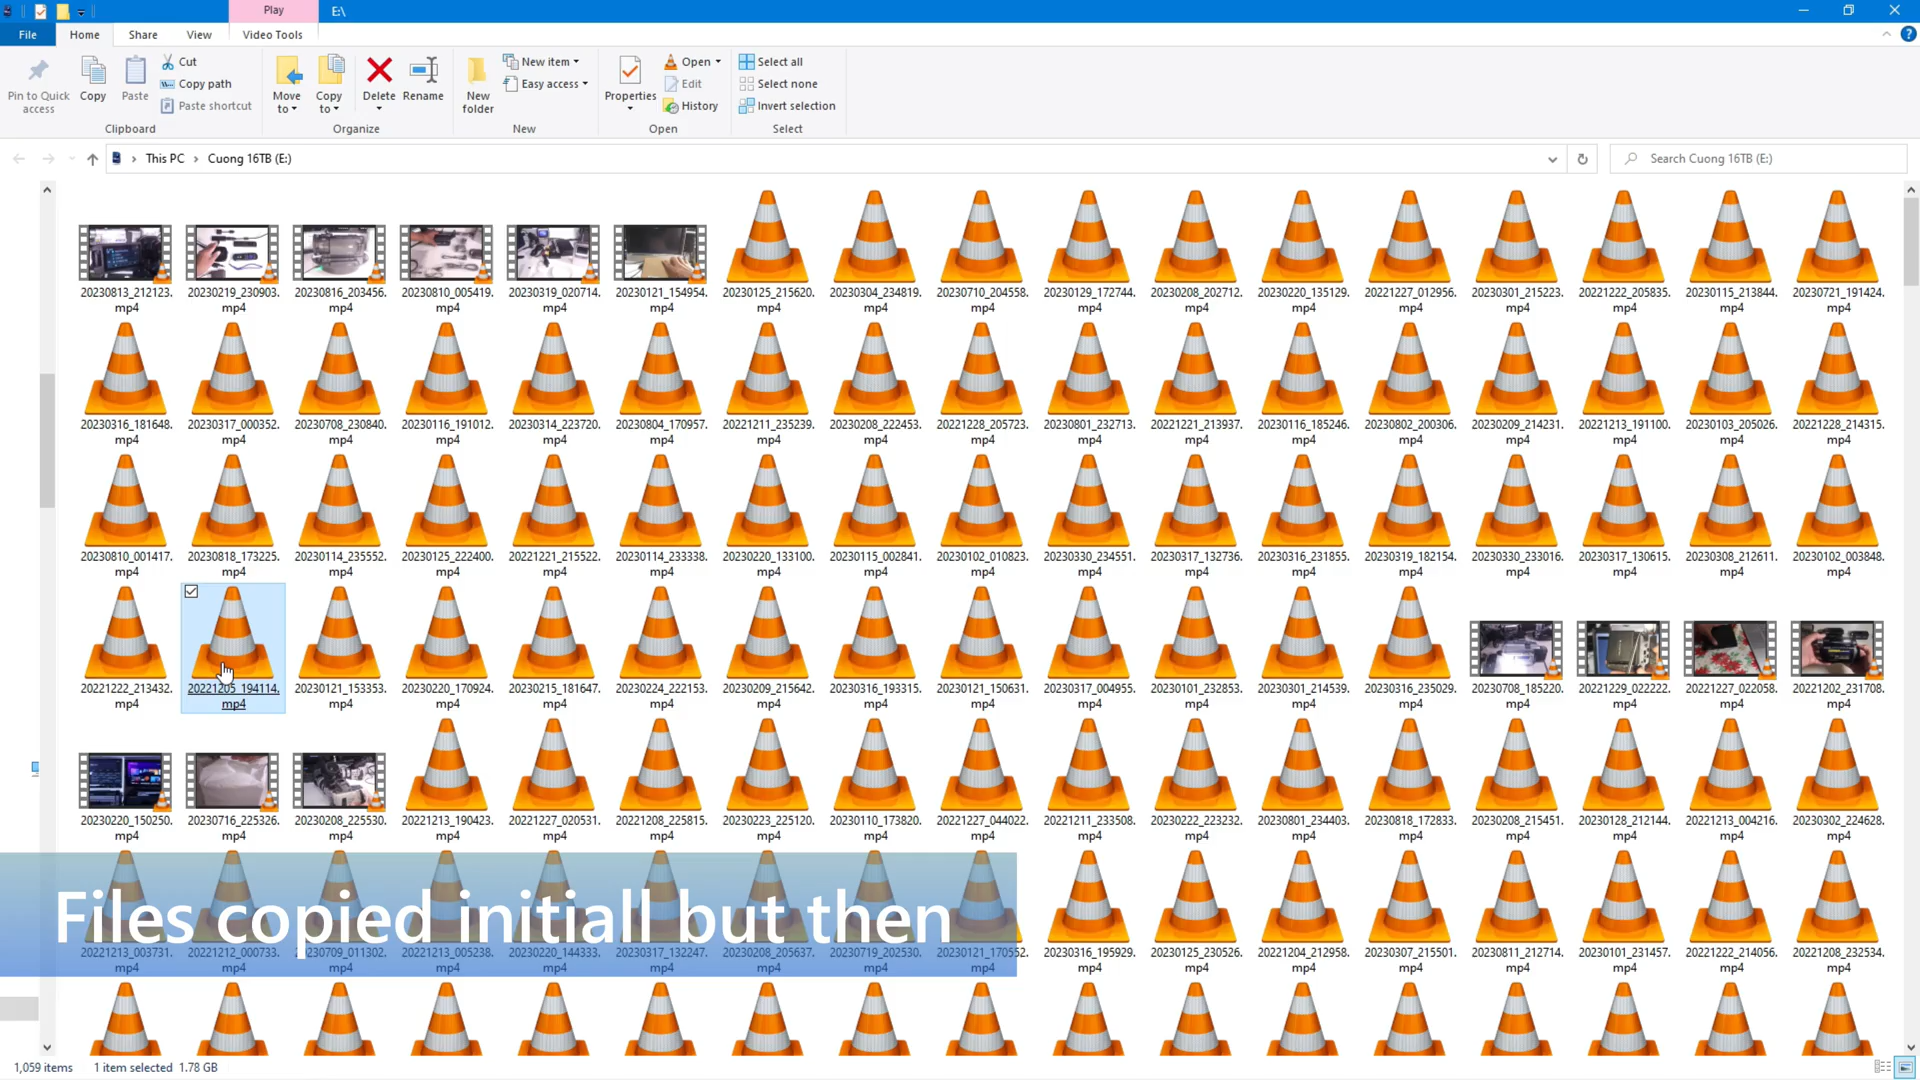 Play
E:\
File
Home
Share
View
Video Tools
Pin to Quick access
Copy
Paste
Cut
Copy path
Paste shortcut
Clipboard
Move to
Copy to
Delete
Rename
Organize
New folder
New item
Easy access
New
Properties
Open
Edit
History
Open
Select all
Select none
Invert selection
Select
This PC > Cuong 16TB (E:)
Search Cuong 16TB (E:)
20230813_212123.mp4
20230219_230903.mp4
20230816_203456.mp4
20230810_005419.mp4
20230319_020714.mp4
20230121_154954.mp4
20230125_215620.mp4
20230304_234819.mp4
20230710_204558.mp4
20230129_172744.mp4
20230208_202712.mp4
20230220_135129.mp4
20221227_012956.mp4
20230301_215223.mp4
20221222_205835.mp4
20230115_213844.mp4
20230721_191424.mp4
20230316_181648.mp4
20230317_000352.mp4
20230708_230840.mp4
20230116_191012.mp4
20230314_223720.mp4
20230804_170957.mp4
20221211_235239.mp4
20230208_222453.mp4
20221228_205723.mp4
20230801_232713.mp4
20221221_213937.mp4
20230116_185246.mp4
20230802_200306.mp4
20230209_214231.mp4
20221213_191100.mp4
20230103_205026.mp4
20221228_214315.mp4
20230810_001417.mp4
20230818_173225.mp4
20230114_235552.mp4
20230125_222400.mp4
20221221_215522.mp4
20230114_233338.mp4
20230220_133100.mp4
20230115_002841.mp4
20230102_010823.mp4
20230330_234551.mp4
20230317_132736.mp4
20230316_231855.mp4
20230319_182154.mp4
20230330_233016.mp4
20230317_130615.mp4
20230308_212611.mp4
20230102_003848.mp4
20221222_213432.mp4
20221205_194114.mp4
20230121_153353.mp4
20230220_170924.mp4
20230215_181647.mp4
20230224_222153.mp4
20230209_215642.mp4
20230316_193315.mp4
20230121_150631.mp4
20230317_004955.mp4
20230101_232853.mp4
20230301_214539.mp4
20230316_235029.mp4
20230708_185220.mp4
20221229_022222.mp4
20221227_022058.mp4
20221202_231708.mp4
20230220_150250.mp4
20230716_225326.mp4
20230208_225530.mp4
20221213_190423.mp4
20221227_020531.mp4
20221208_225815.mp4
20230223_225120.mp4
20230110_173820.mp4
20221227_044022.mp4
20221211_233508.mp4
20230222_223232.mp4
20230801_234403.mp4
20230818_172833.mp4
20230208_215451.mp4
20230128_212144.mp4
20221213_004216.mp4
20230302_224628.mp4
Files copied initiall but then
20221213_003731.mp4
20221212_000733.mp4
20230709_011302.mp4
20221213_005238.mp4
20230220_144333.mp4
20230317_132247.mp4
20230208_205637.mp4
20230719_202530.mp4
20230121_170552.mp4
20230316_195929.mp4
20230125_230526.mp4
20221204_212958.mp4
20230307_215501.mp4
20230811_212714.mp4
20230101_231457.mp4
20221222_214056.mp4
20221208_232534.mp4
1,059 items
1 item selected 1.78 GB